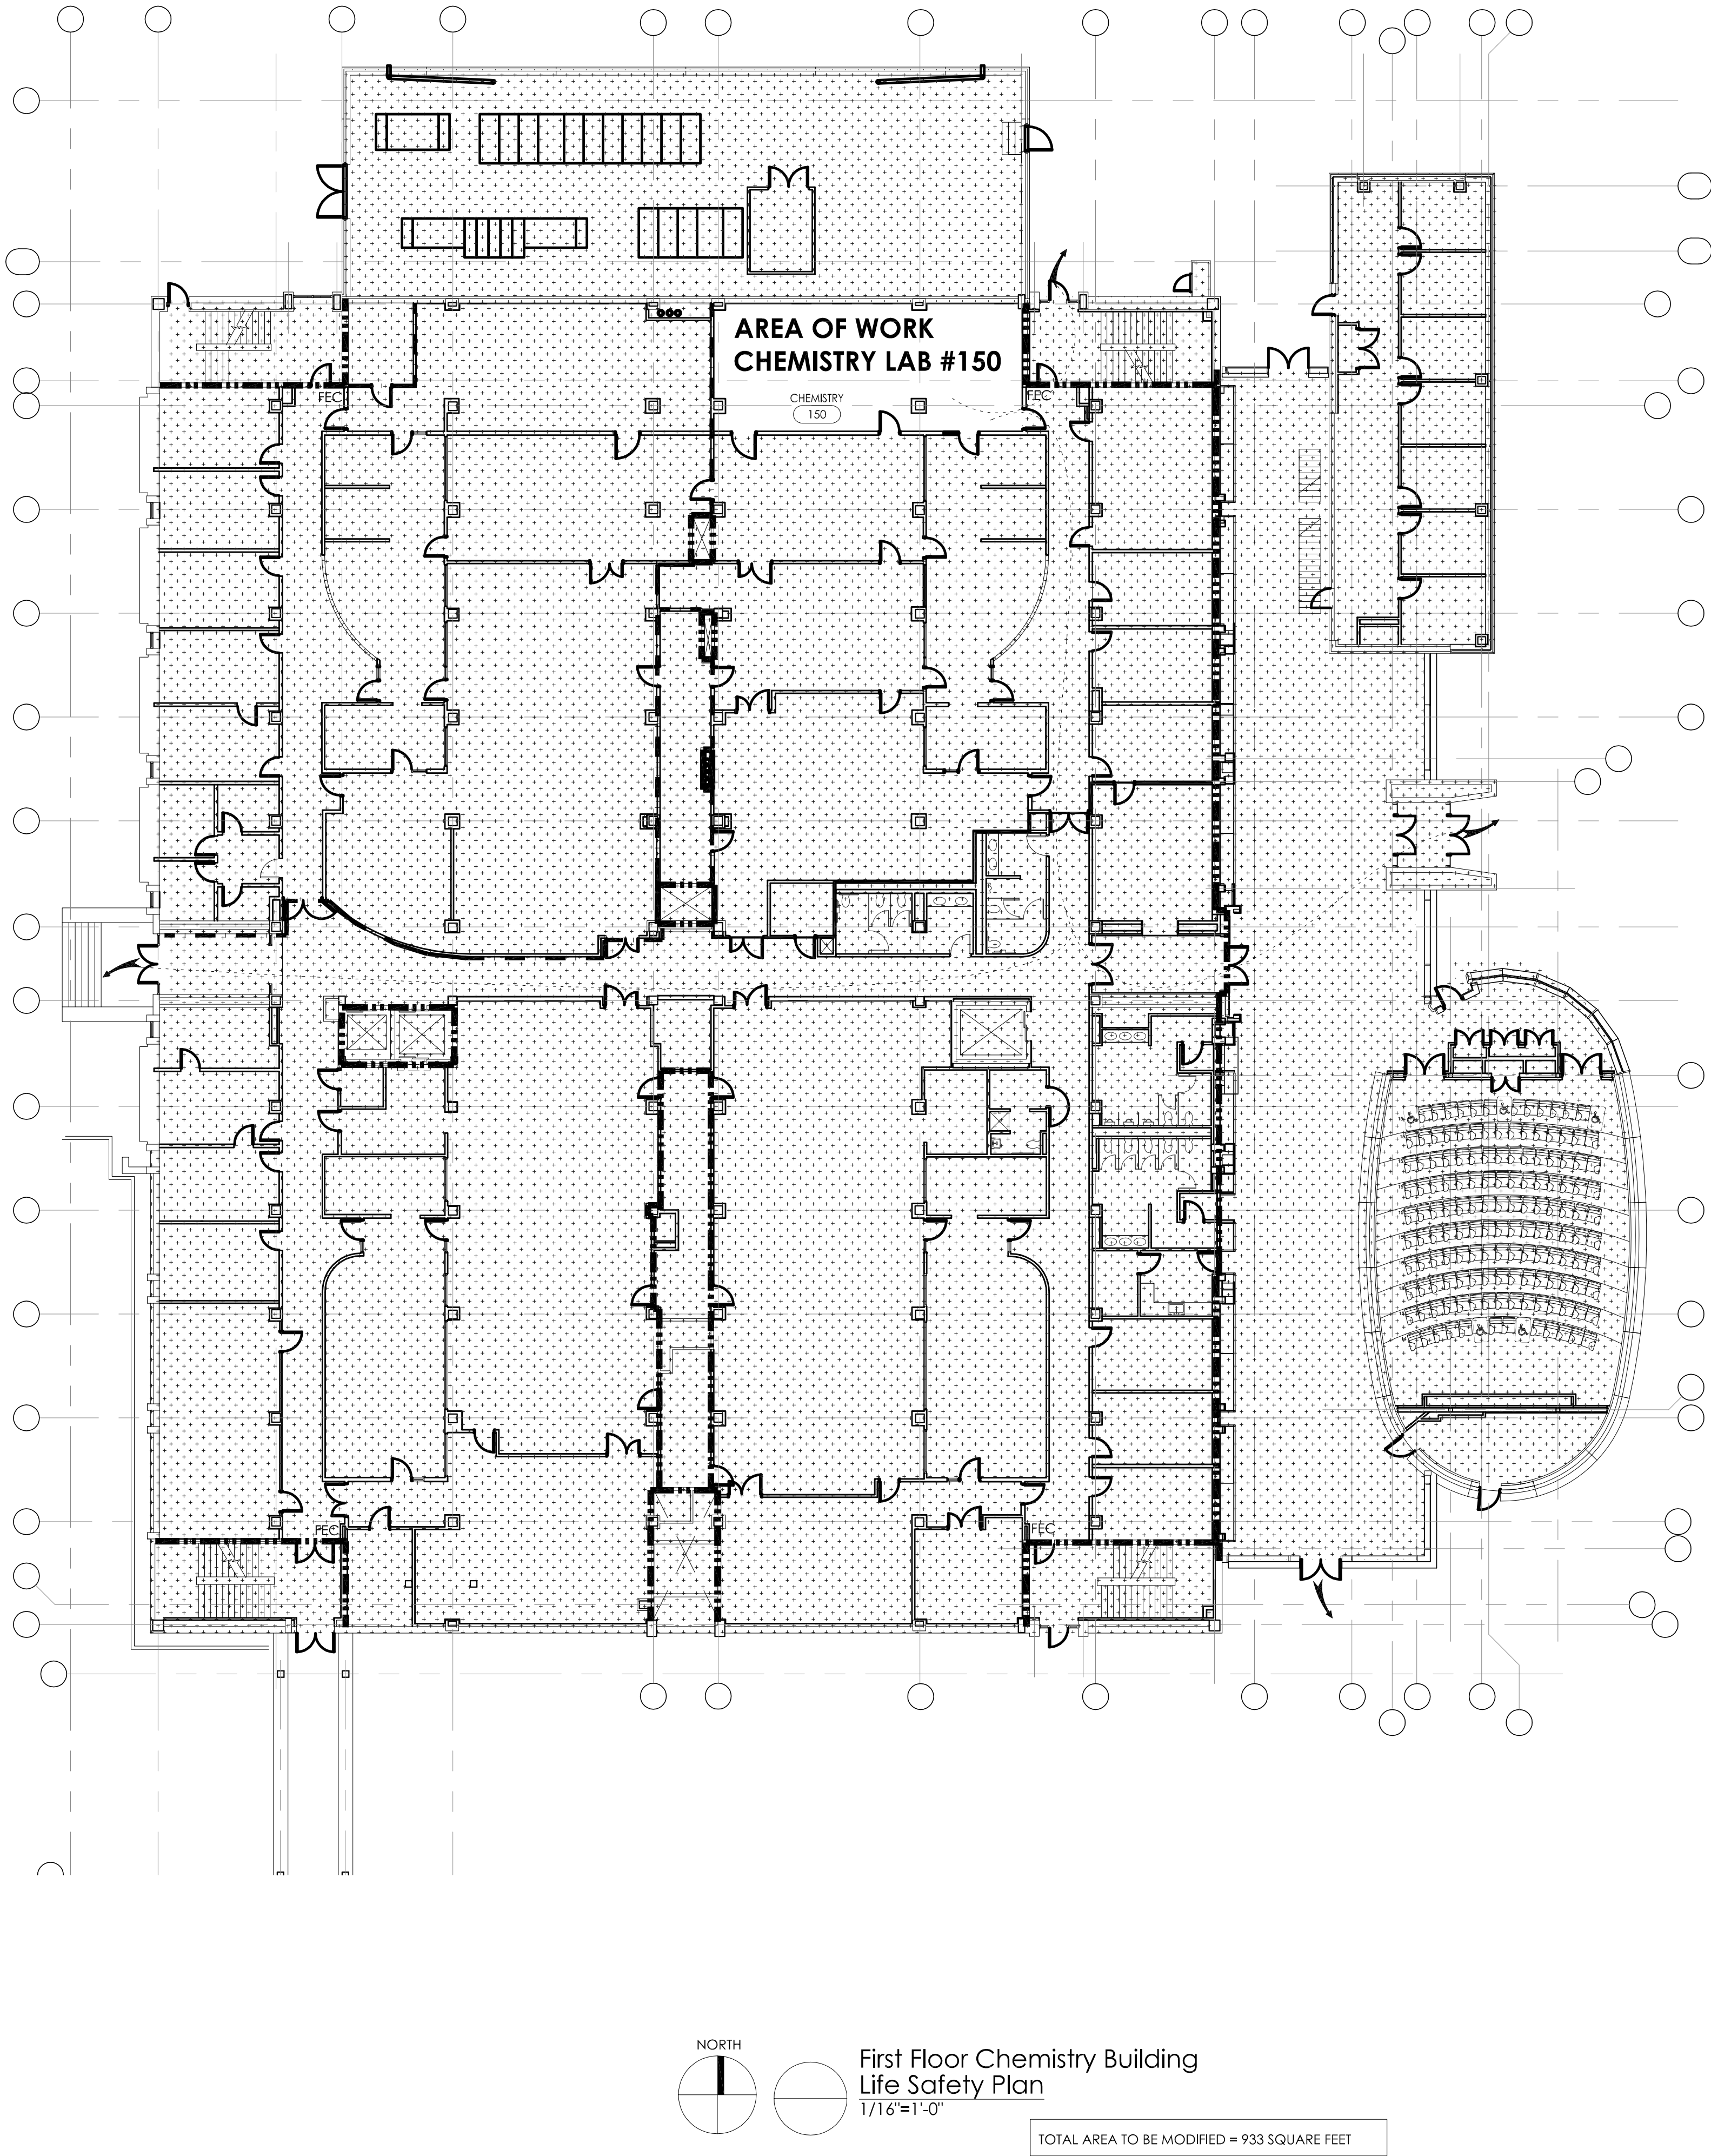 AREA OF WORK
CHEMISTRY LAB #150
CHEMISTRY
150
FEC
FEC
FEC
FEC
NORTH
First Floor Chemistry Building
Life Safety Plan
1/16"=1'-0"
TOTAL AREA TO BE MODIFIED = 933 SQUARE FEET